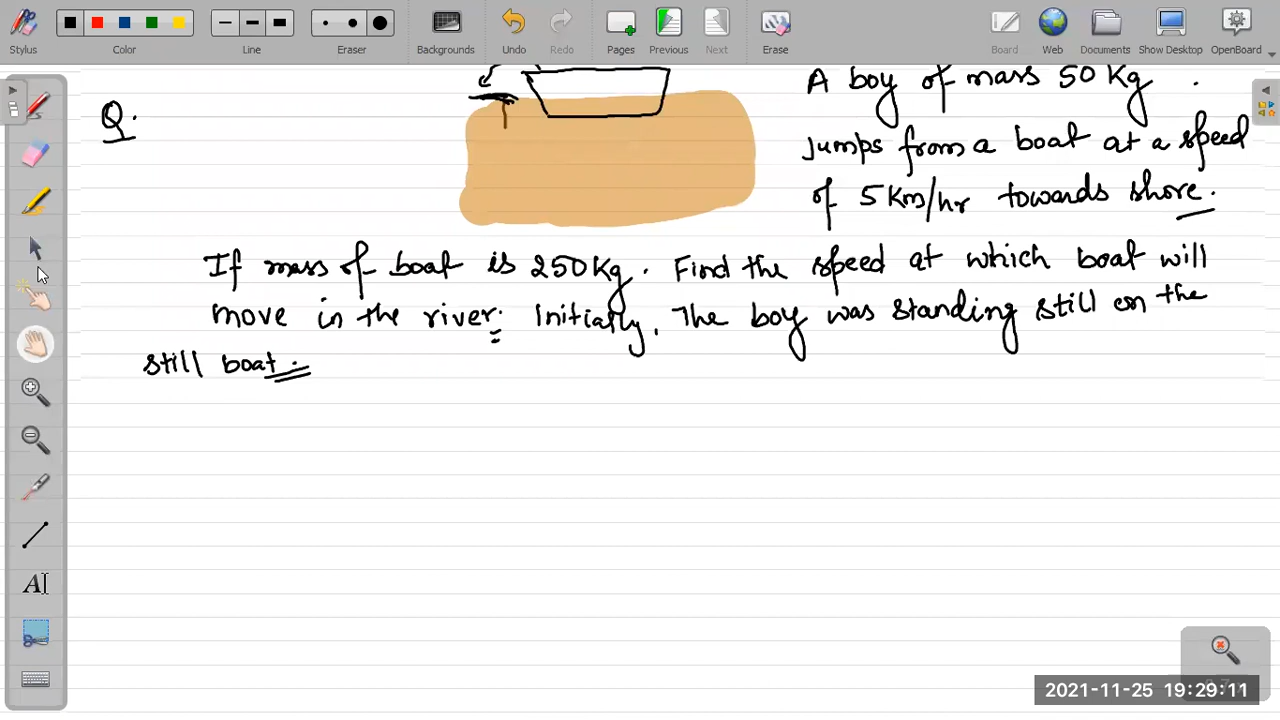 Stylus
Color
Line
Eraser
Backgrounds
Undo
Redo
Pages
Previous
Next
Erase
Board
Web
Documents
Show Desktop
OpenBoard
Q.
A boy of mass 50 Kg.
Jumps from a boat at a speed
of 5 Km/hr towards shore.
If mass of boat is 250 Kg. Find the speed at which boat will
move in the river. Initially, The boy was standing still on the
still boat.
AI
2021-11-25 19:29:11